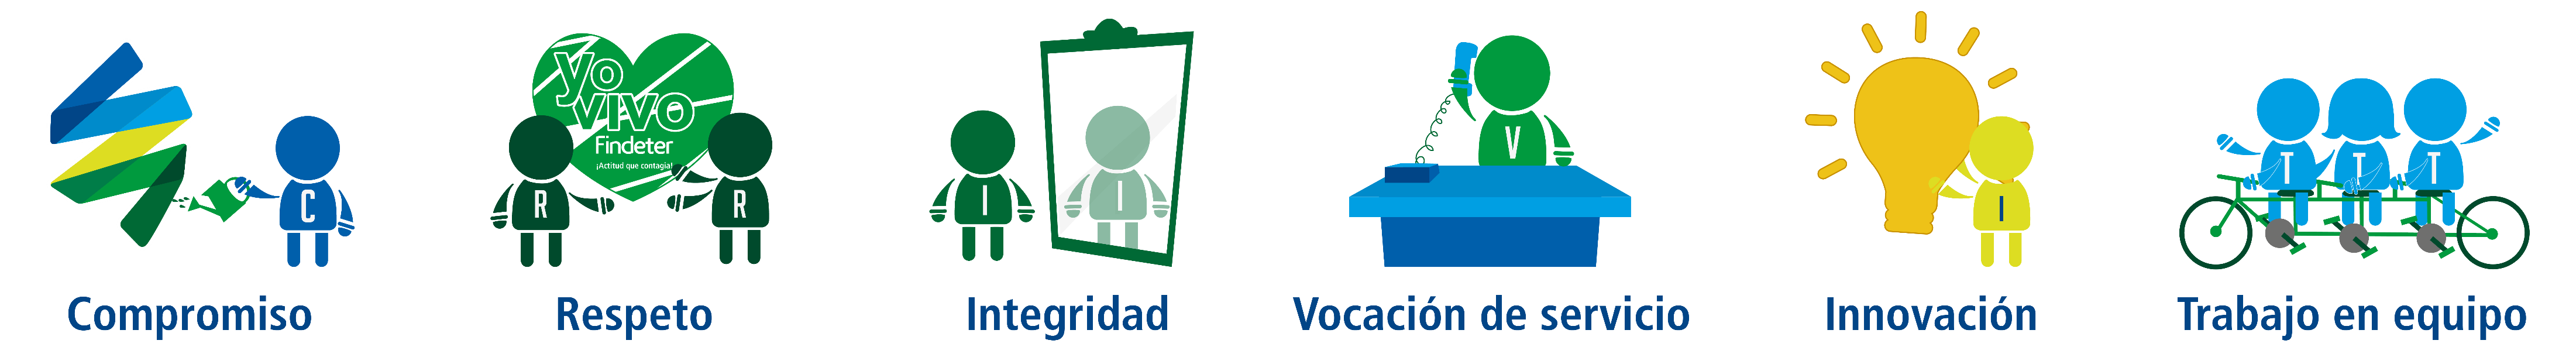 yo
vivo
Findeter
¡Actitud que contagia!
C
R
R
I
I
V
I
T
T
T
Compromiso
Respeto
Integridad
Vocación de servicio
Innovación
Trabajo en equipo